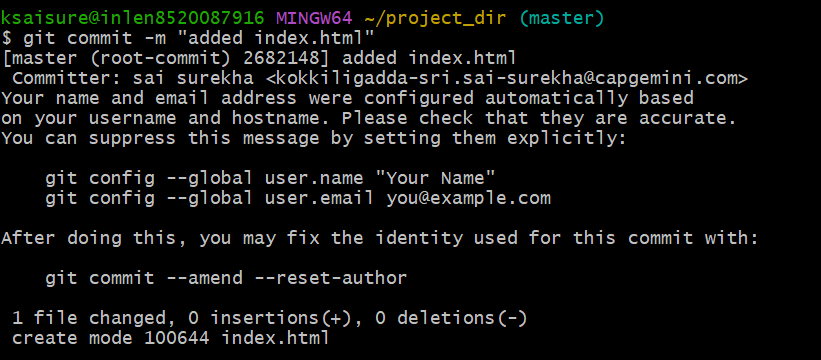 ksaisure@inlen8520087916 MINGW64 ~/project_dir (master)
$ git commit -m "added index.html"
[master (root-commit) 2682148] added index.html
 Committer: sai surekha <kokkiligadda-sri.sai-surekha@capgemini.com>
Your name and email address were configured automatically based
on your username and hostname. Please check that they are accurate.
You can suppress this message by setting them explicitly:

    git config --global user.name "Your Name"
    git config --global user.email you@example.com

After doing this, you may fix the identity used for this commit with:

    git commit --amend --reset-author

 1 file changed, 0 insertions(+), 0 deletions(-)
 create mode 100644 index.html